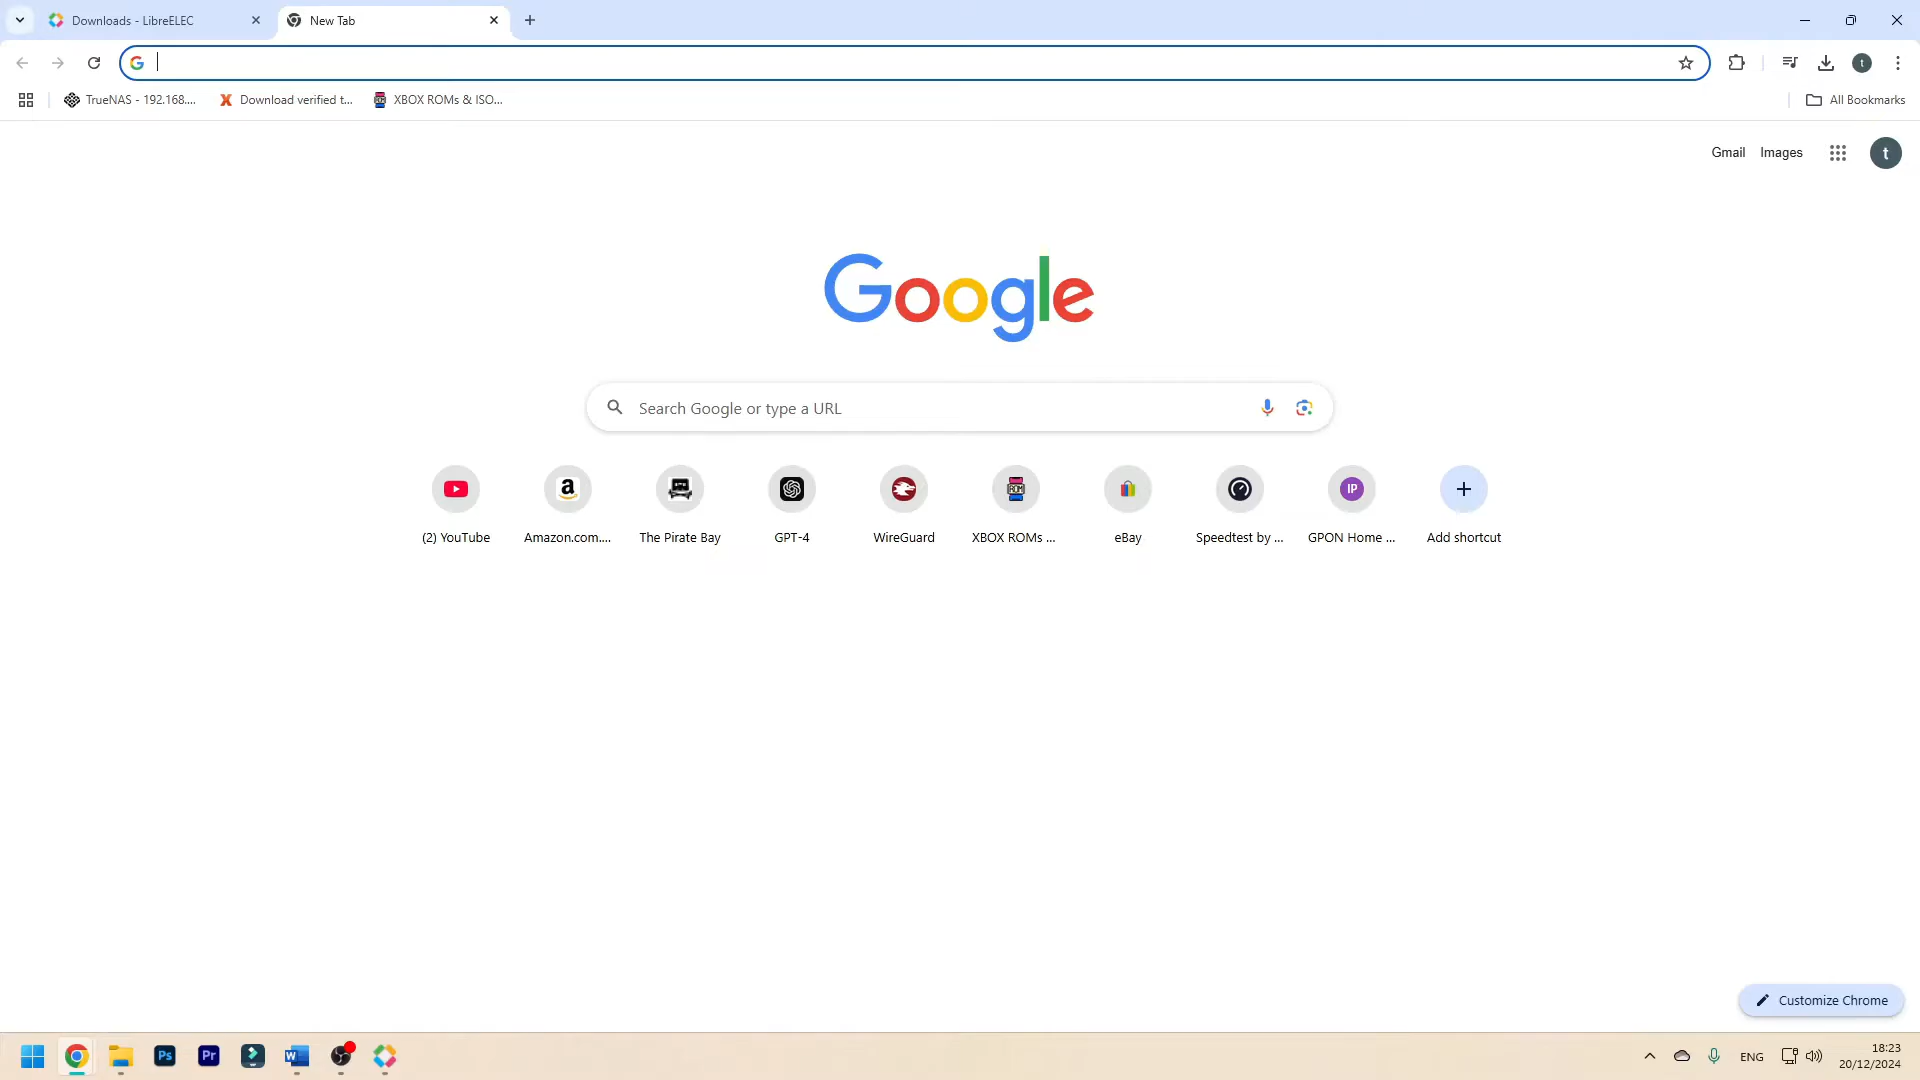 Downloads - LibreELEC
New Tab
TrueNAS - 192.168....
Download verified t...
XBOX ROMs & ISO...
All Bookmarks
Gmail
Images
t
Google
Search Google or type a URL
(2) YouTube
Amazon.com....
The Pirate Bay
GPT-4
WireGuard
XBOX ROMs ...
eBay
Speedtest by ...
GPON Home ...
Add shortcut
Customize Chrome
ENG
18:23
20/12/2024